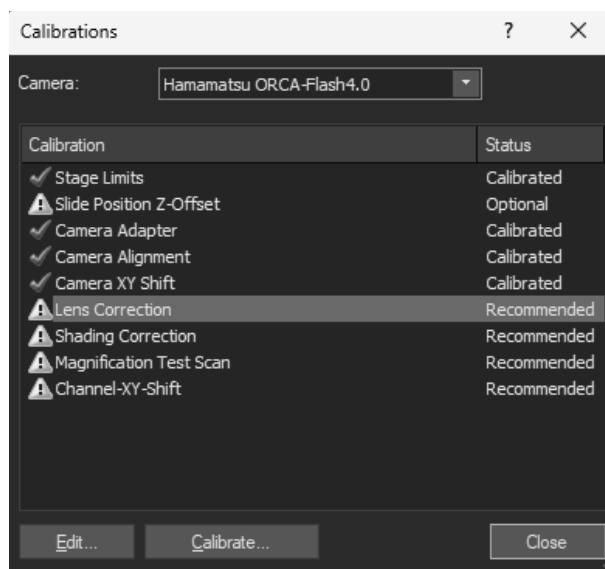 Calibrations ?
Camera: Hamamatsu ORCA-Flash4.0
Calibration Status
Stage Limits Calibrated
Slide Position Z-Offset Optional
Camera Adapter Calibrated
Camera Alignment Calibrated
Camera XY Shift Calibrated
Lens Correction Recommended
Shading Correction Recommended
Magnification Test Scan Recommended
Channel-XY-Shift Recommended
Edit... Calibrate... Close